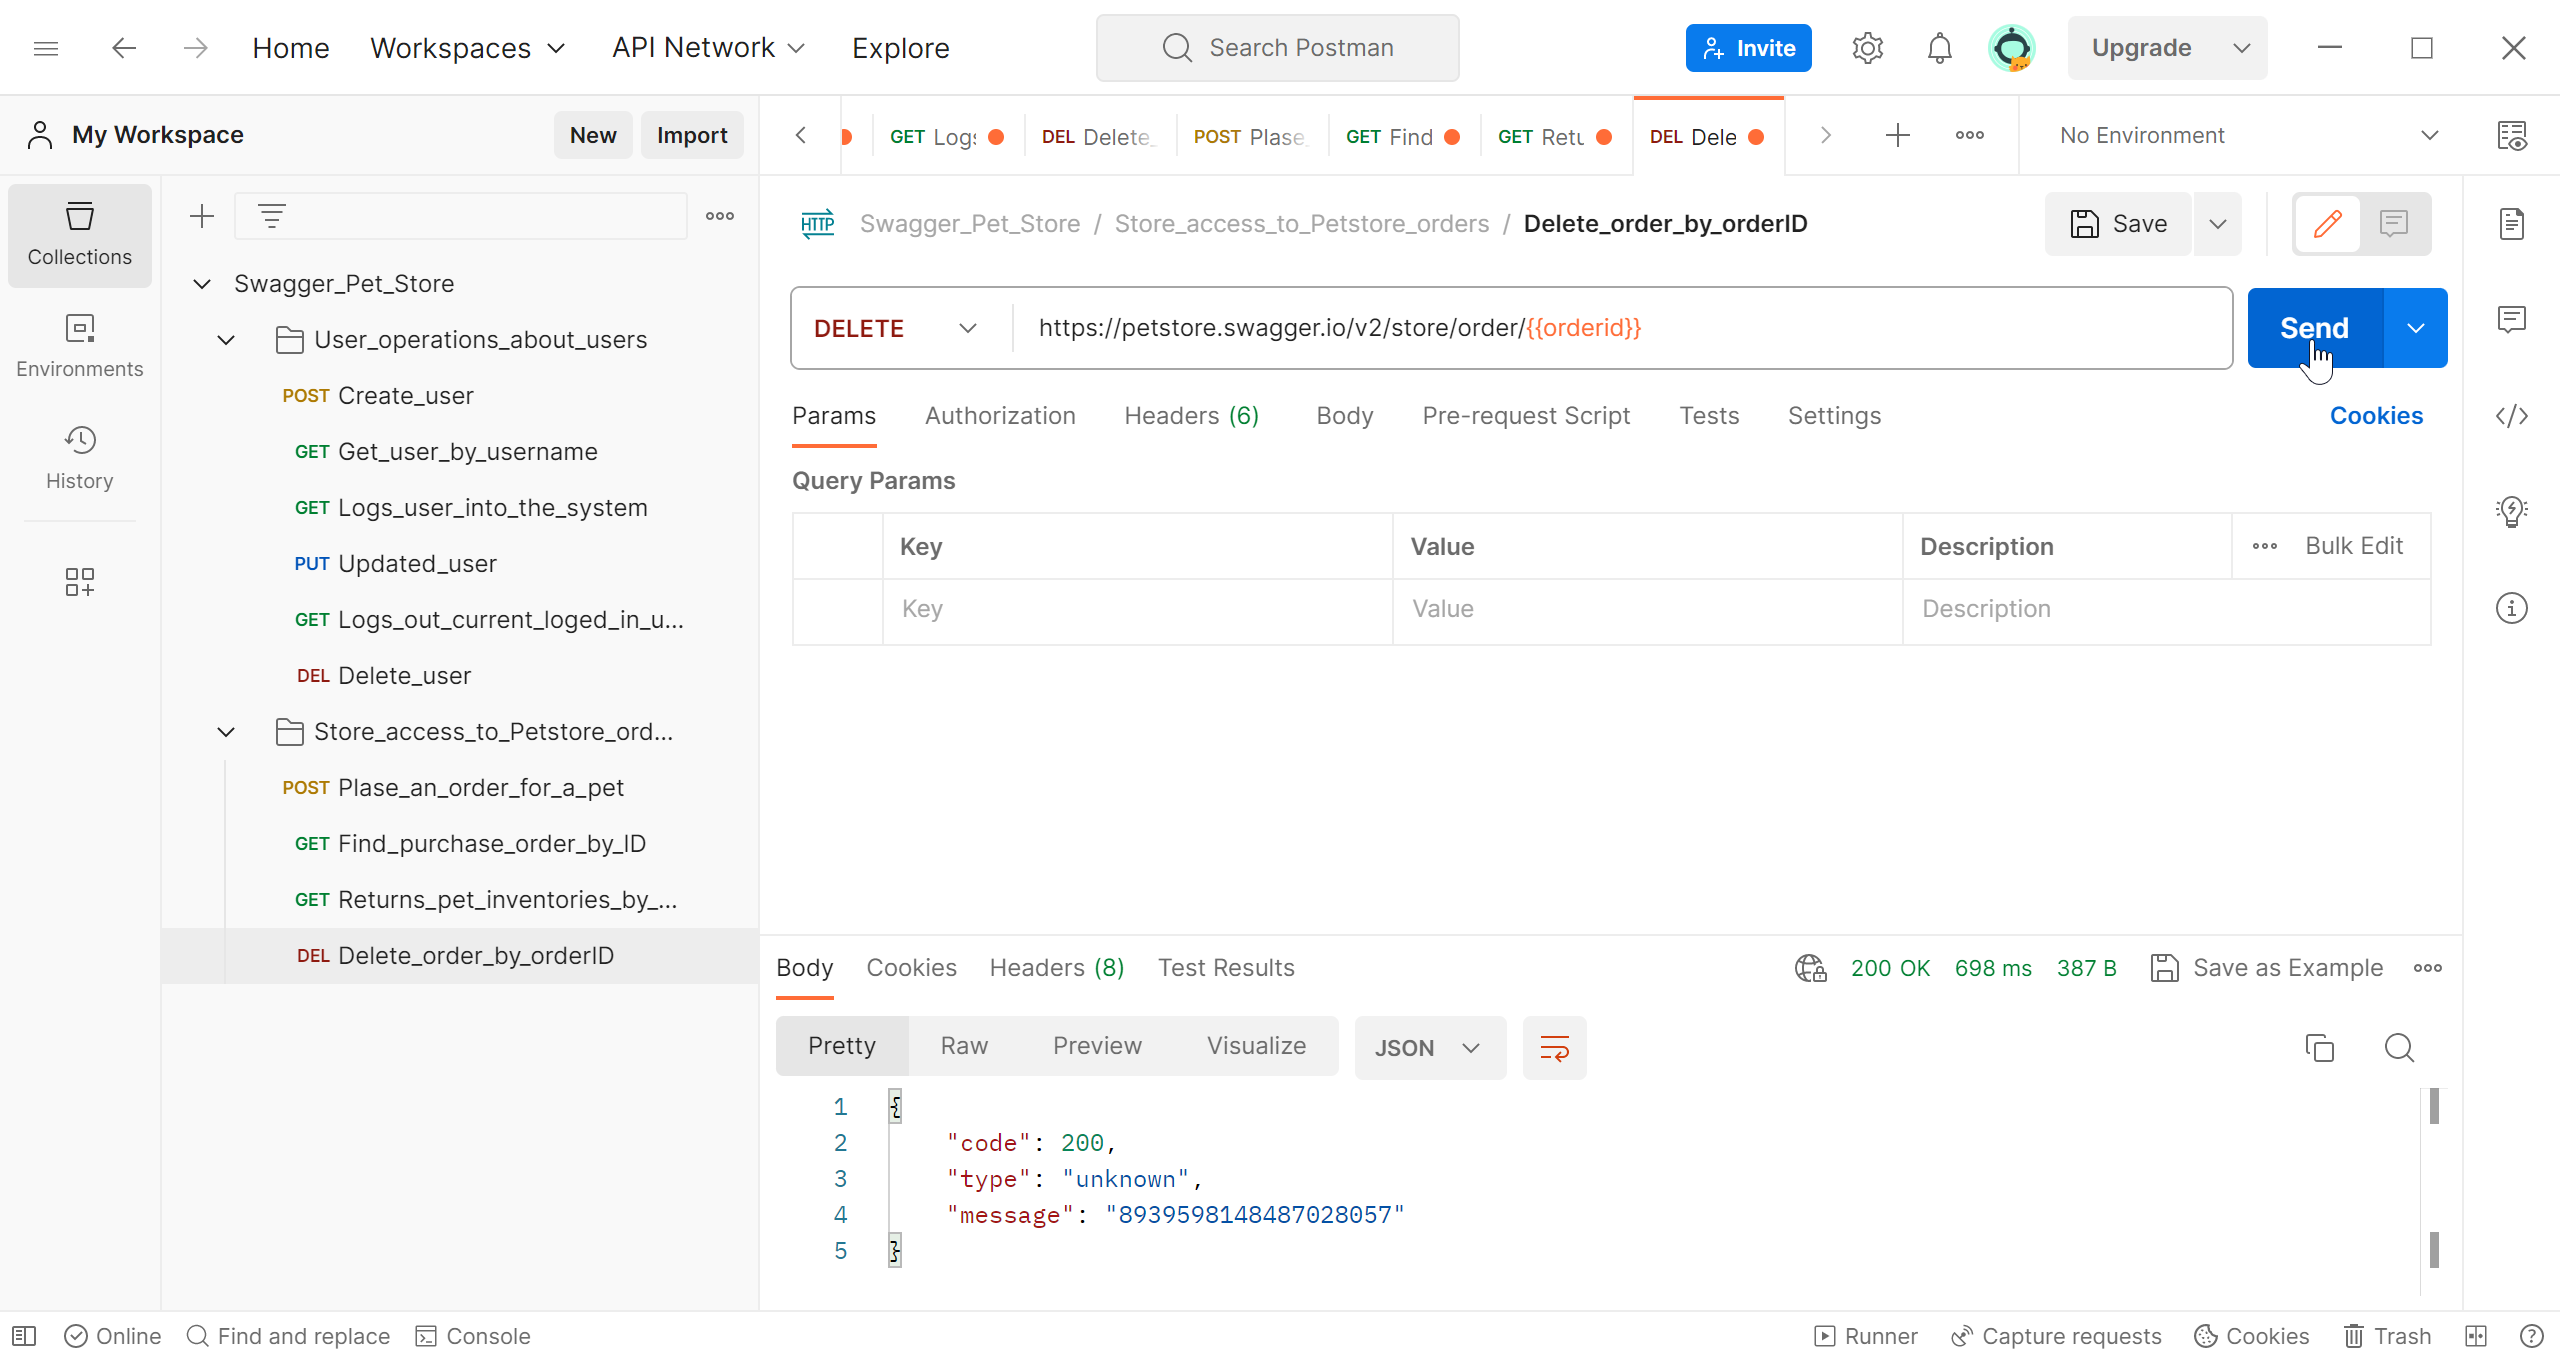 Home Workspaces API Network Explore Search Postman Invite Upgrade
My Workspace New Import
GET Logs DEL Delete_ POST Plase_ GET Find GET Retu DEL Dele No Environment
Collections
Environments
History
Swagger_Pet_Store
User_operations_about_users
POST Create_user
GET Get_user_by_username
GET Logs_user_into_the_system
PUT Updated_user
GET Logs_out_current_loged_in_u...
DEL Delete_user
Store_access_to_Petstore_ord...
POST Plase_an_order_for_a_pet
GET Find_purchase_order_by_ID
GET Returns_pet_inventories_by_...
DEL Delete_order_by_orderID
HTTP Swagger_Pet_Store / Store_access_to_Petstore_orders / Delete_order_by_orderID Save
DELETE https://petstore.swagger.io/v2/store/order/{{orderid}} Send
Params Authorization Headers (6) Body Pre-request Script Tests Settings Cookies
Query Params
Key Value Description Bulk Edit
Key Value Description
Body Cookies Headers (8) Test Results 200 OK 698 ms 387 B Save as Example
Pretty Raw Preview Visualize JSON
1 {
2 "code": 200,
3 "type": "unknown",
4 "message": "8939598148487028057"
5 }
Online Find and replace Console Runner Capture requests Cookies Trash